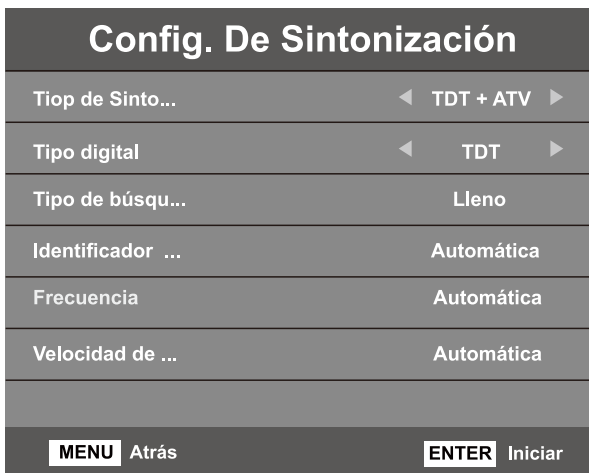 Config. De Sintonización
Tiop de Sinto... TDT + ATV
Tipo digital TDT
Tipo de búsqu... Lleno
Identificador ... Automática
Frecuencia Automática
Velocidad de ... Automática
MENU Atrás ENTER Iniciar